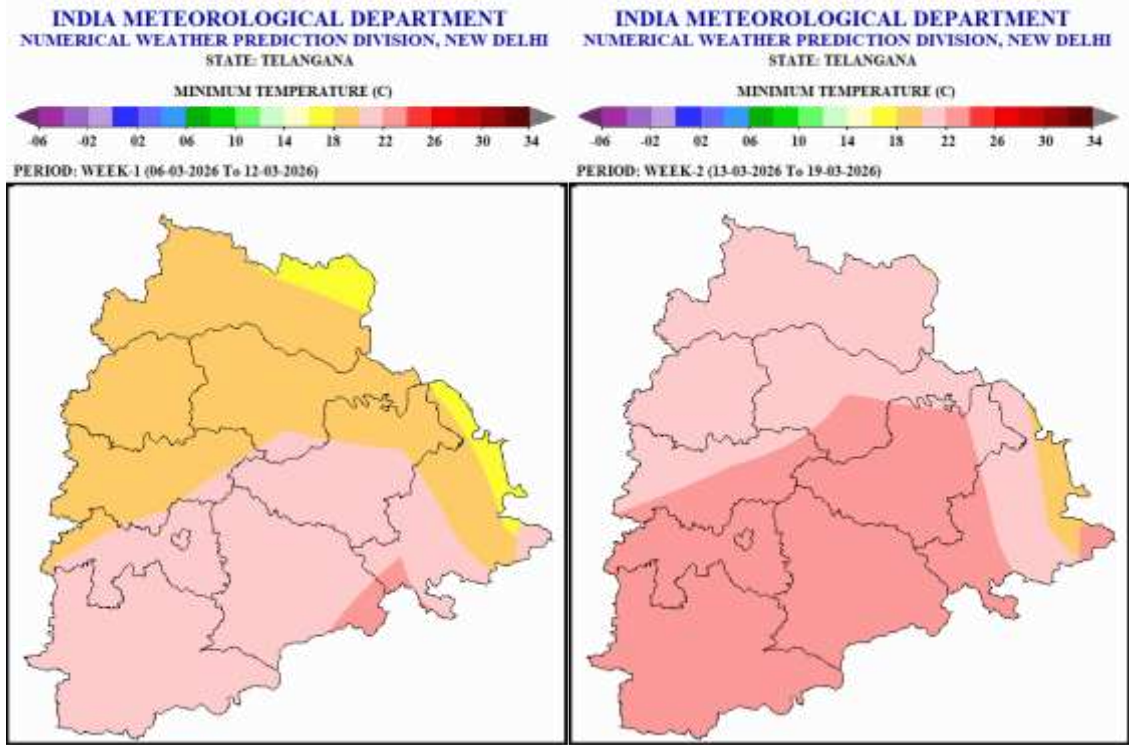 INDIA METEOROLOGICAL DEPARTMENT
NUMERICAL WEATHER PREDICTION DIVISION, NEW DELHI
STATE: TELANGANA
MINIMUM TEMPERATURE (C)
-06 -02 02 06 10 14 18 22 26 30 34
PERIOD: WEEK-1 (06-03-2026 To 12-03-2026)
INDIA METEOROLOGICAL DEPARTMENT
NUMERICAL WEATHER PREDICTION DIVISION, NEW DELHI
STATE: TELANGANA
MINIMUM TEMPERATURE (C)
-06 -02 02 06 10 14 18 22 26 30 34
PERIOD: WEEK-2 (13-03-2026 To 19-03-2026)